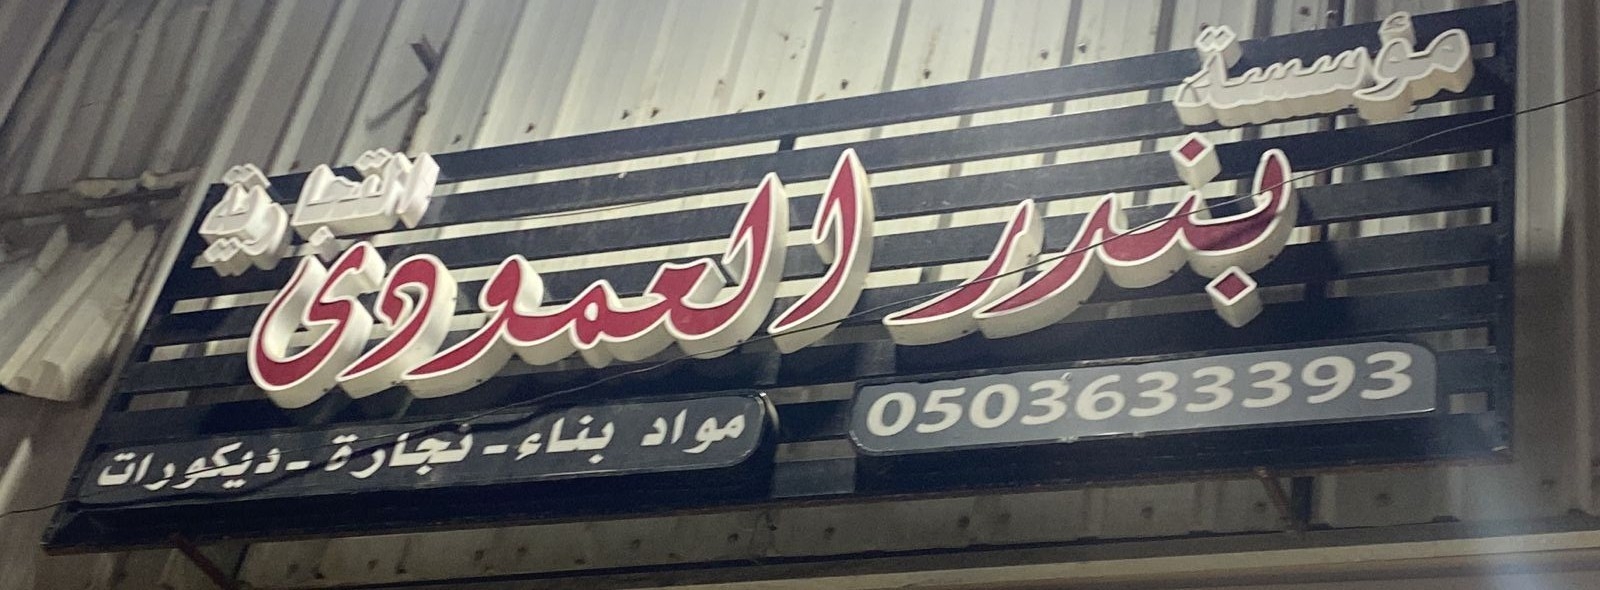 مؤسسة
بندر العمودي
التجارية
0503633393
مواد بناء - نجارة - ديكورات